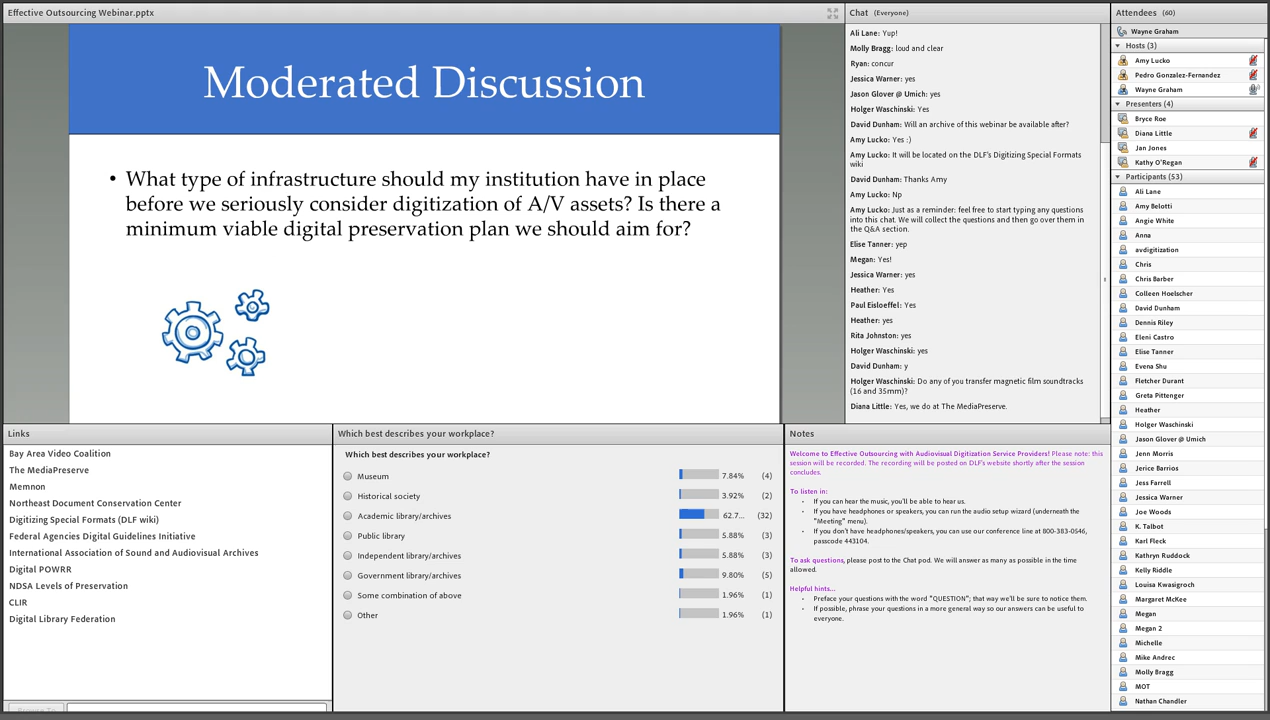 Effective Outsourcing Webinar.pptx
Moderated Discussion
• What type of infrastructure should my institution have in place
before we seriously consider digitization of A/V assets? Is there a
minimum viable digital preservation plan we should aim for?
Chat (Everyone)
Ali Lane: Yup!
Molly Bragg: loud and clear
Ryan: concur
Jessica Warner: yes
Jason Glover @ Umich: yes
Holger Waschinski: Yes
David Dunham: Will an archive of this webinar be available after?
Amy Lucko: Yes :)
Amy Lucko: It will be located on the DLF's Digitizing Special Formats
wiki
David Dunham: Thanks Amy
Amy Lucko: Np
Amy Lucko: Just as a reminder: feel free to start typing any questions
into this chat. We will collect the questions and then go over them in
the Q&A section.
Elise Tanner: yep
Megan: Yes!
Jessica Warner: yes
Heather: Yes
Paul Eisloeffel: Yes
Heather: yes
Rita Johnston: yes
Holger Waschinski: yes
David Dunham: y
Holger Waschinski: Do any of you transfer magnetic film soundtracks
(16 and 35mm)?
Diana Little: Yes, we do at The MediaPreserve.
Attendees (60)
Wayne Graham
Hosts (3)
Amy Lucko
Pedro Gonzalez-Fernandez
Wayne Graham
Presenters (4)
Bryce Roe
Diana Little
Jan Jones
Kathy O'Regan
Participants (53)
Ali Lane
Amy Belotti
Angie White
Anna
avdigitization
Chris
Chris Barber
Colleen Hoelscher
David Dunham
Dennis Riley
Eleni Castro
Elise Tanner
Evena Shu
Fletcher Durant
Greta Pittenger
Heather
Holger Waschinski
Jason Glover @ Umich
Jenn Morris
Jerice Barrios
Jess Farrell
Jessica Warner
Joe Woods
K. Talbot
Karl Fleck
Kathryn Ruddock
Kelly Riddle
Louisa Kwasigroch
Margaret McKee
Megan
Megan 2
Michelle
Mike Andrec
Molly Bragg
MOT
Nathan Chandler
Links
Bay Area Video Coalition
The MediaPreserve
Memnon
Northeast Document Conservation Center
Digitizing Special Formats (DLF wiki)
Federal Agencies Digital Guidelines Initiative
International Association of Sound and Audiovisual Archives
Digital POWRR
NDSA Levels of Preservation
CLIR
Digital Library Federation
Browse To
Which best describes your workplace?
Which best describes your workplace?
Museum 7.84% (4)
Historical society 3.92% (2)
Academic library/archives 62.7... (32)
Public library 5.88% (3)
Independent library/archives 5.88% (3)
Government library/archives 9.80% (5)
Some combination of above 1.96% (1)
Other 1.96% (1)
Notes
Welcome to Effective Outsourcing with Audiovisual Digitization Service Providers! Please note: this
session will be recorded. The recording will be posted on DLF's website shortly after the session
concludes.
To listen in:
• If you can hear the music, you'll be able to hear us.
• If you have headphones or speakers, you can run the audio setup wizard (underneath the
"Meeting" menu).
• If you don't have headphones/speakers, you can use our conference line at 800-383-0546,
passcode 443104.
To ask questions, please post to the Chat pod. We will answer as many as possible in the time
allowed.
Helpful hints...
• Preface your questions with the word "QUESTION"; that way we'll be sure to notice them.
• If possible, phrase your questions in a more general way so our answers can be useful to
everyone.